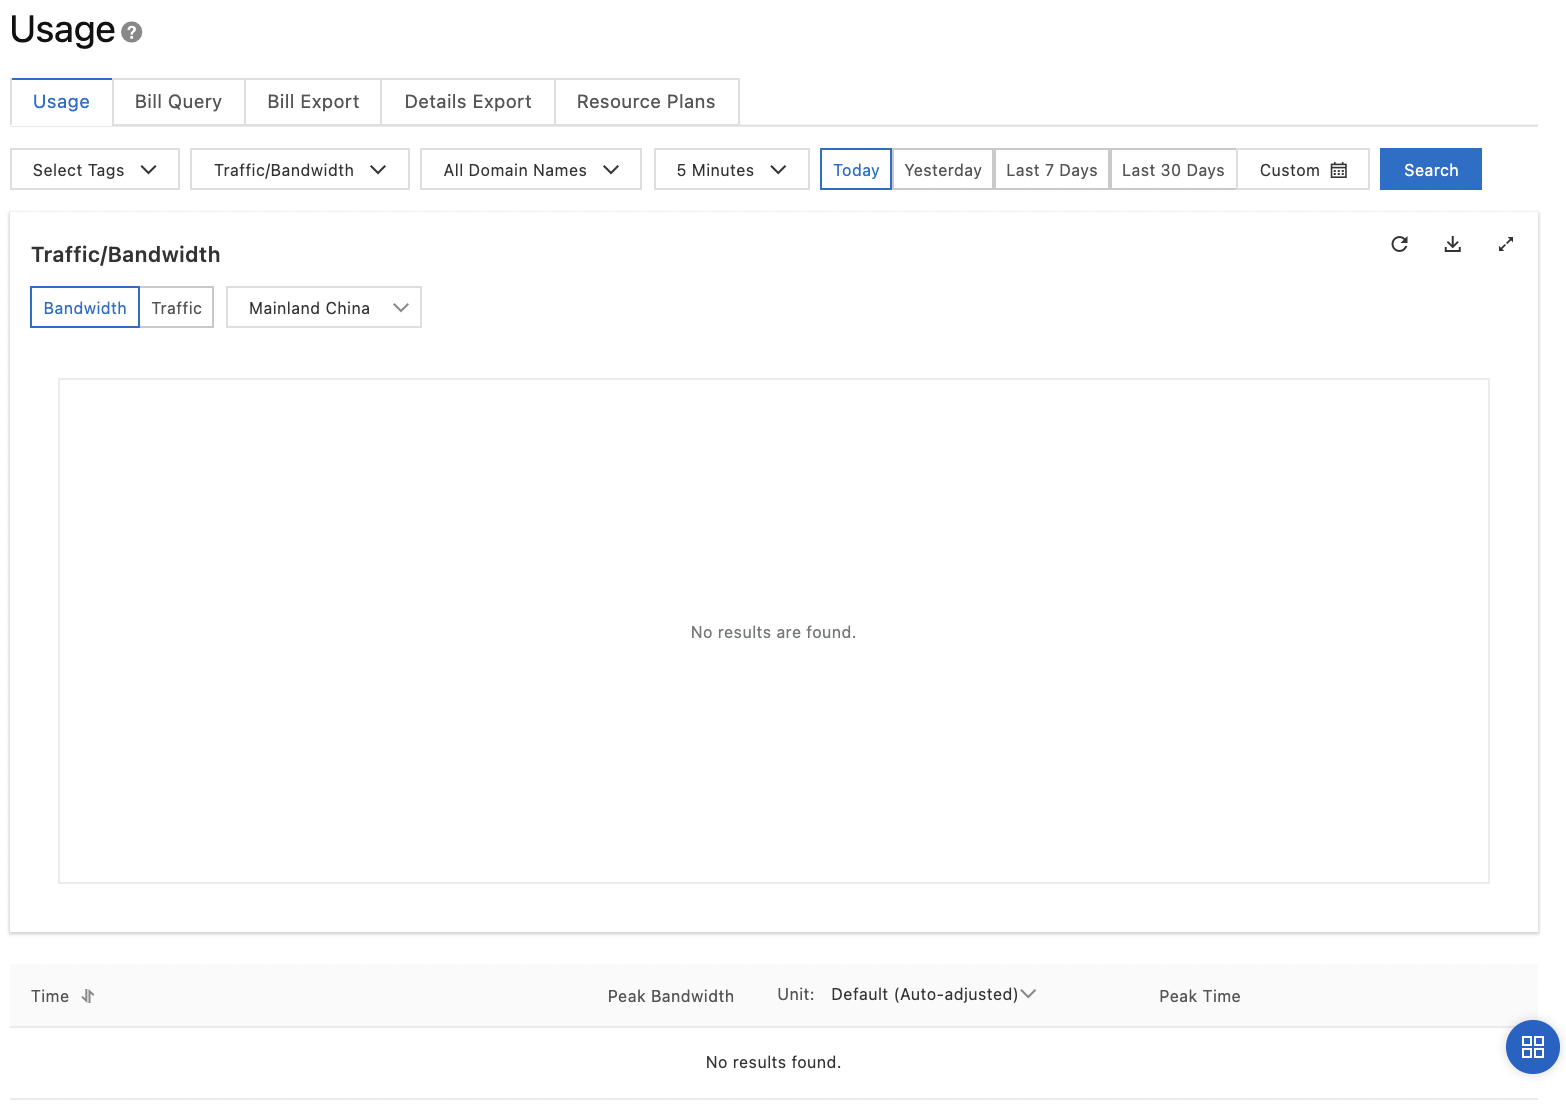 Usage
Usage Bill Query Bill Export Details Export Resource Plans
Select Tags Traffic/Bandwidth All Domain Names 5 Minutes Today Yesterday Last 7 Days Last 30 Days Custom Search
Traffic/Bandwidth
Bandwidth Traffic Mainland China
No results are found.
Time Peak Bandwidth Unit: Default (Auto-adjusted) Peak Time
No results found.